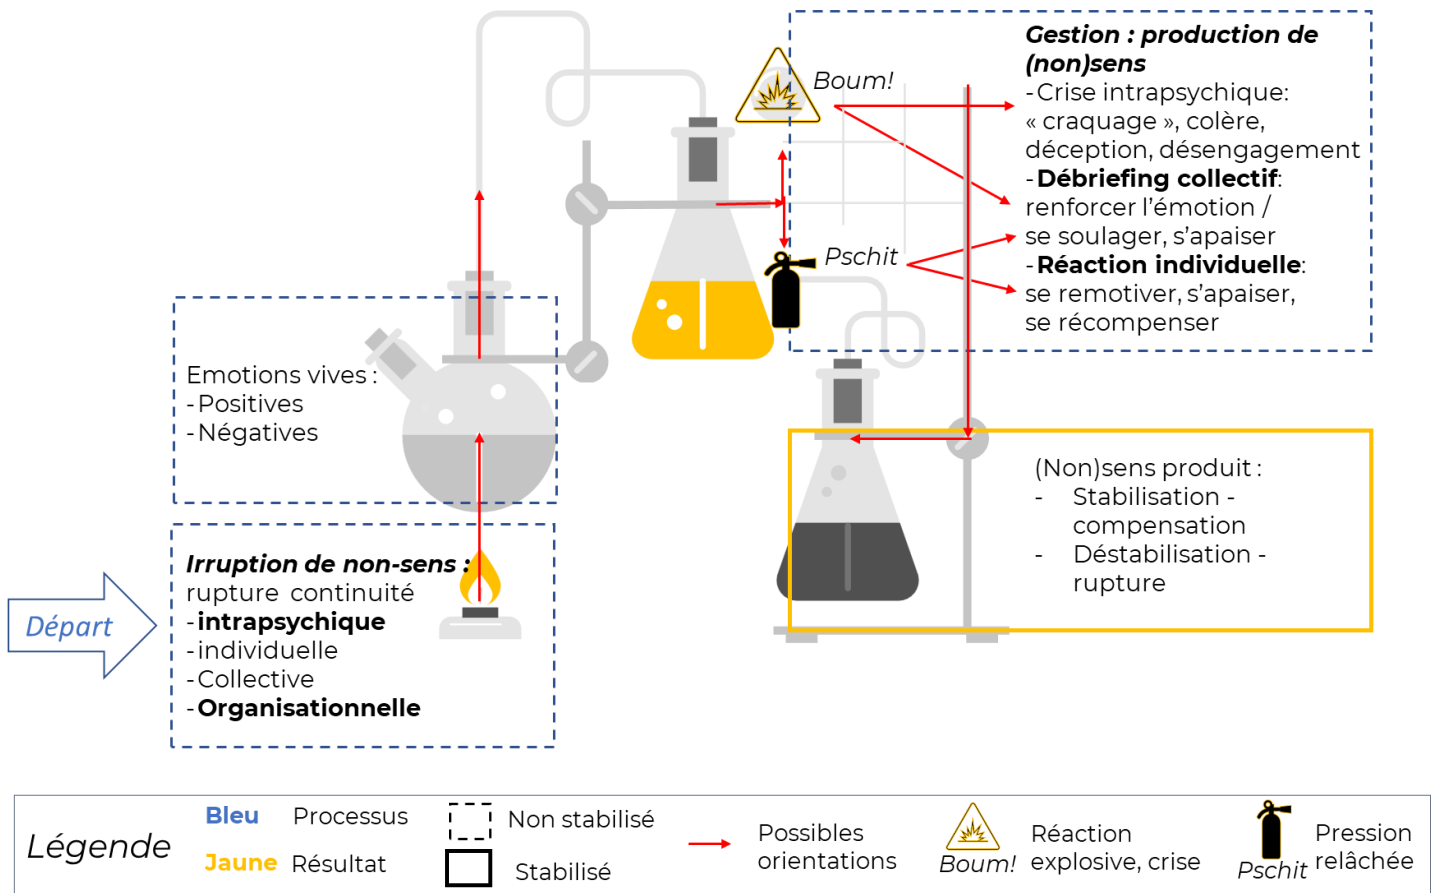 Départ
Irruption de non-sens :
rupture continuité
-intrapsychique
-individuelle
-Collective
-Organisationnelle
Emotions vives :
-Positives
-Négatives
Boum!
Pschit
Gestion : production de
(non)sens
-Crise intrapsychique:
« craquage », colère,
déception, désengagement
-Débriefing collectif:
renforcer l’émotion /
se soulager, s’apaiser
-Réaction individuelle:
se remotiver, s’apaiser,
se récompenser
(Non)sens produit :
- Stabilisation -
compensation
- Déstabilisation -
rupture
Légende
Bleu Processus
Jaune Résultat
Non stabilisé
Stabilisé
Possibles
orientations
Boum!
Réaction
explosive, crise
Pschit
Pression
relâchée